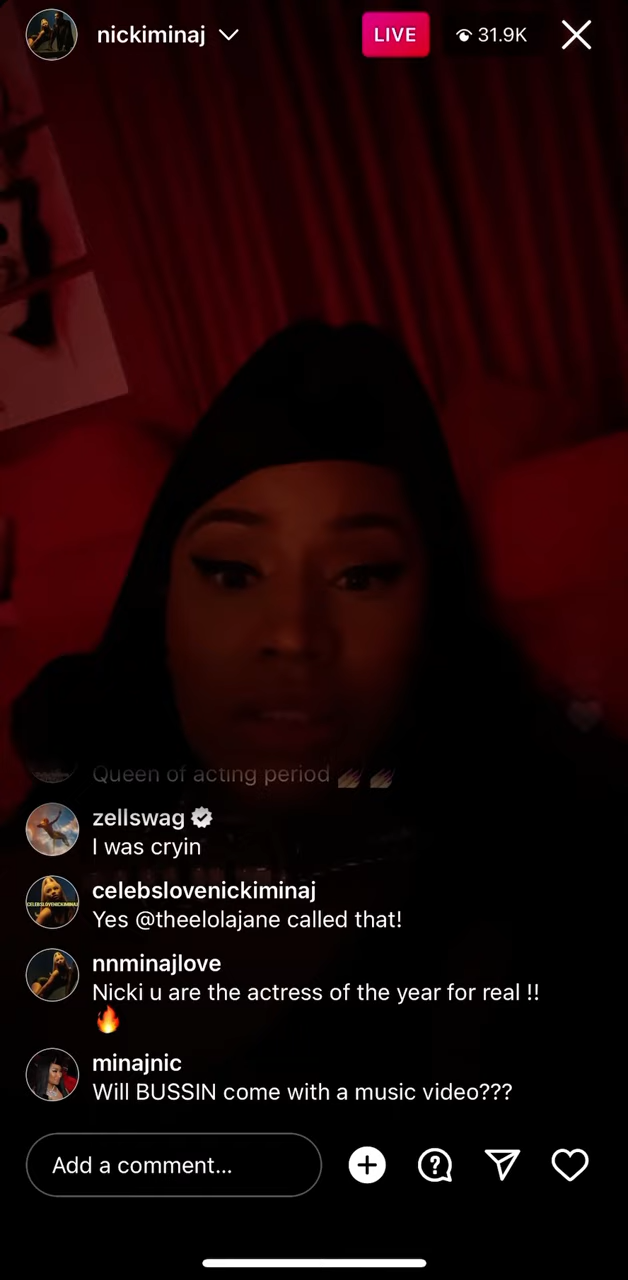 nickiminaj
LIVE
31.9K
Queen of acting period 💅🏿 💅🏿
zellswag
I was cryin
CELEBSLOVENICKIMINAJ
celebslovenickiminaj
Yes @theelolajane called that!
nnminajlove
Nicki u are the actress of the year for real !!
🔥
minajnic
Will BUSSIN come with a music video???
Add a comment...